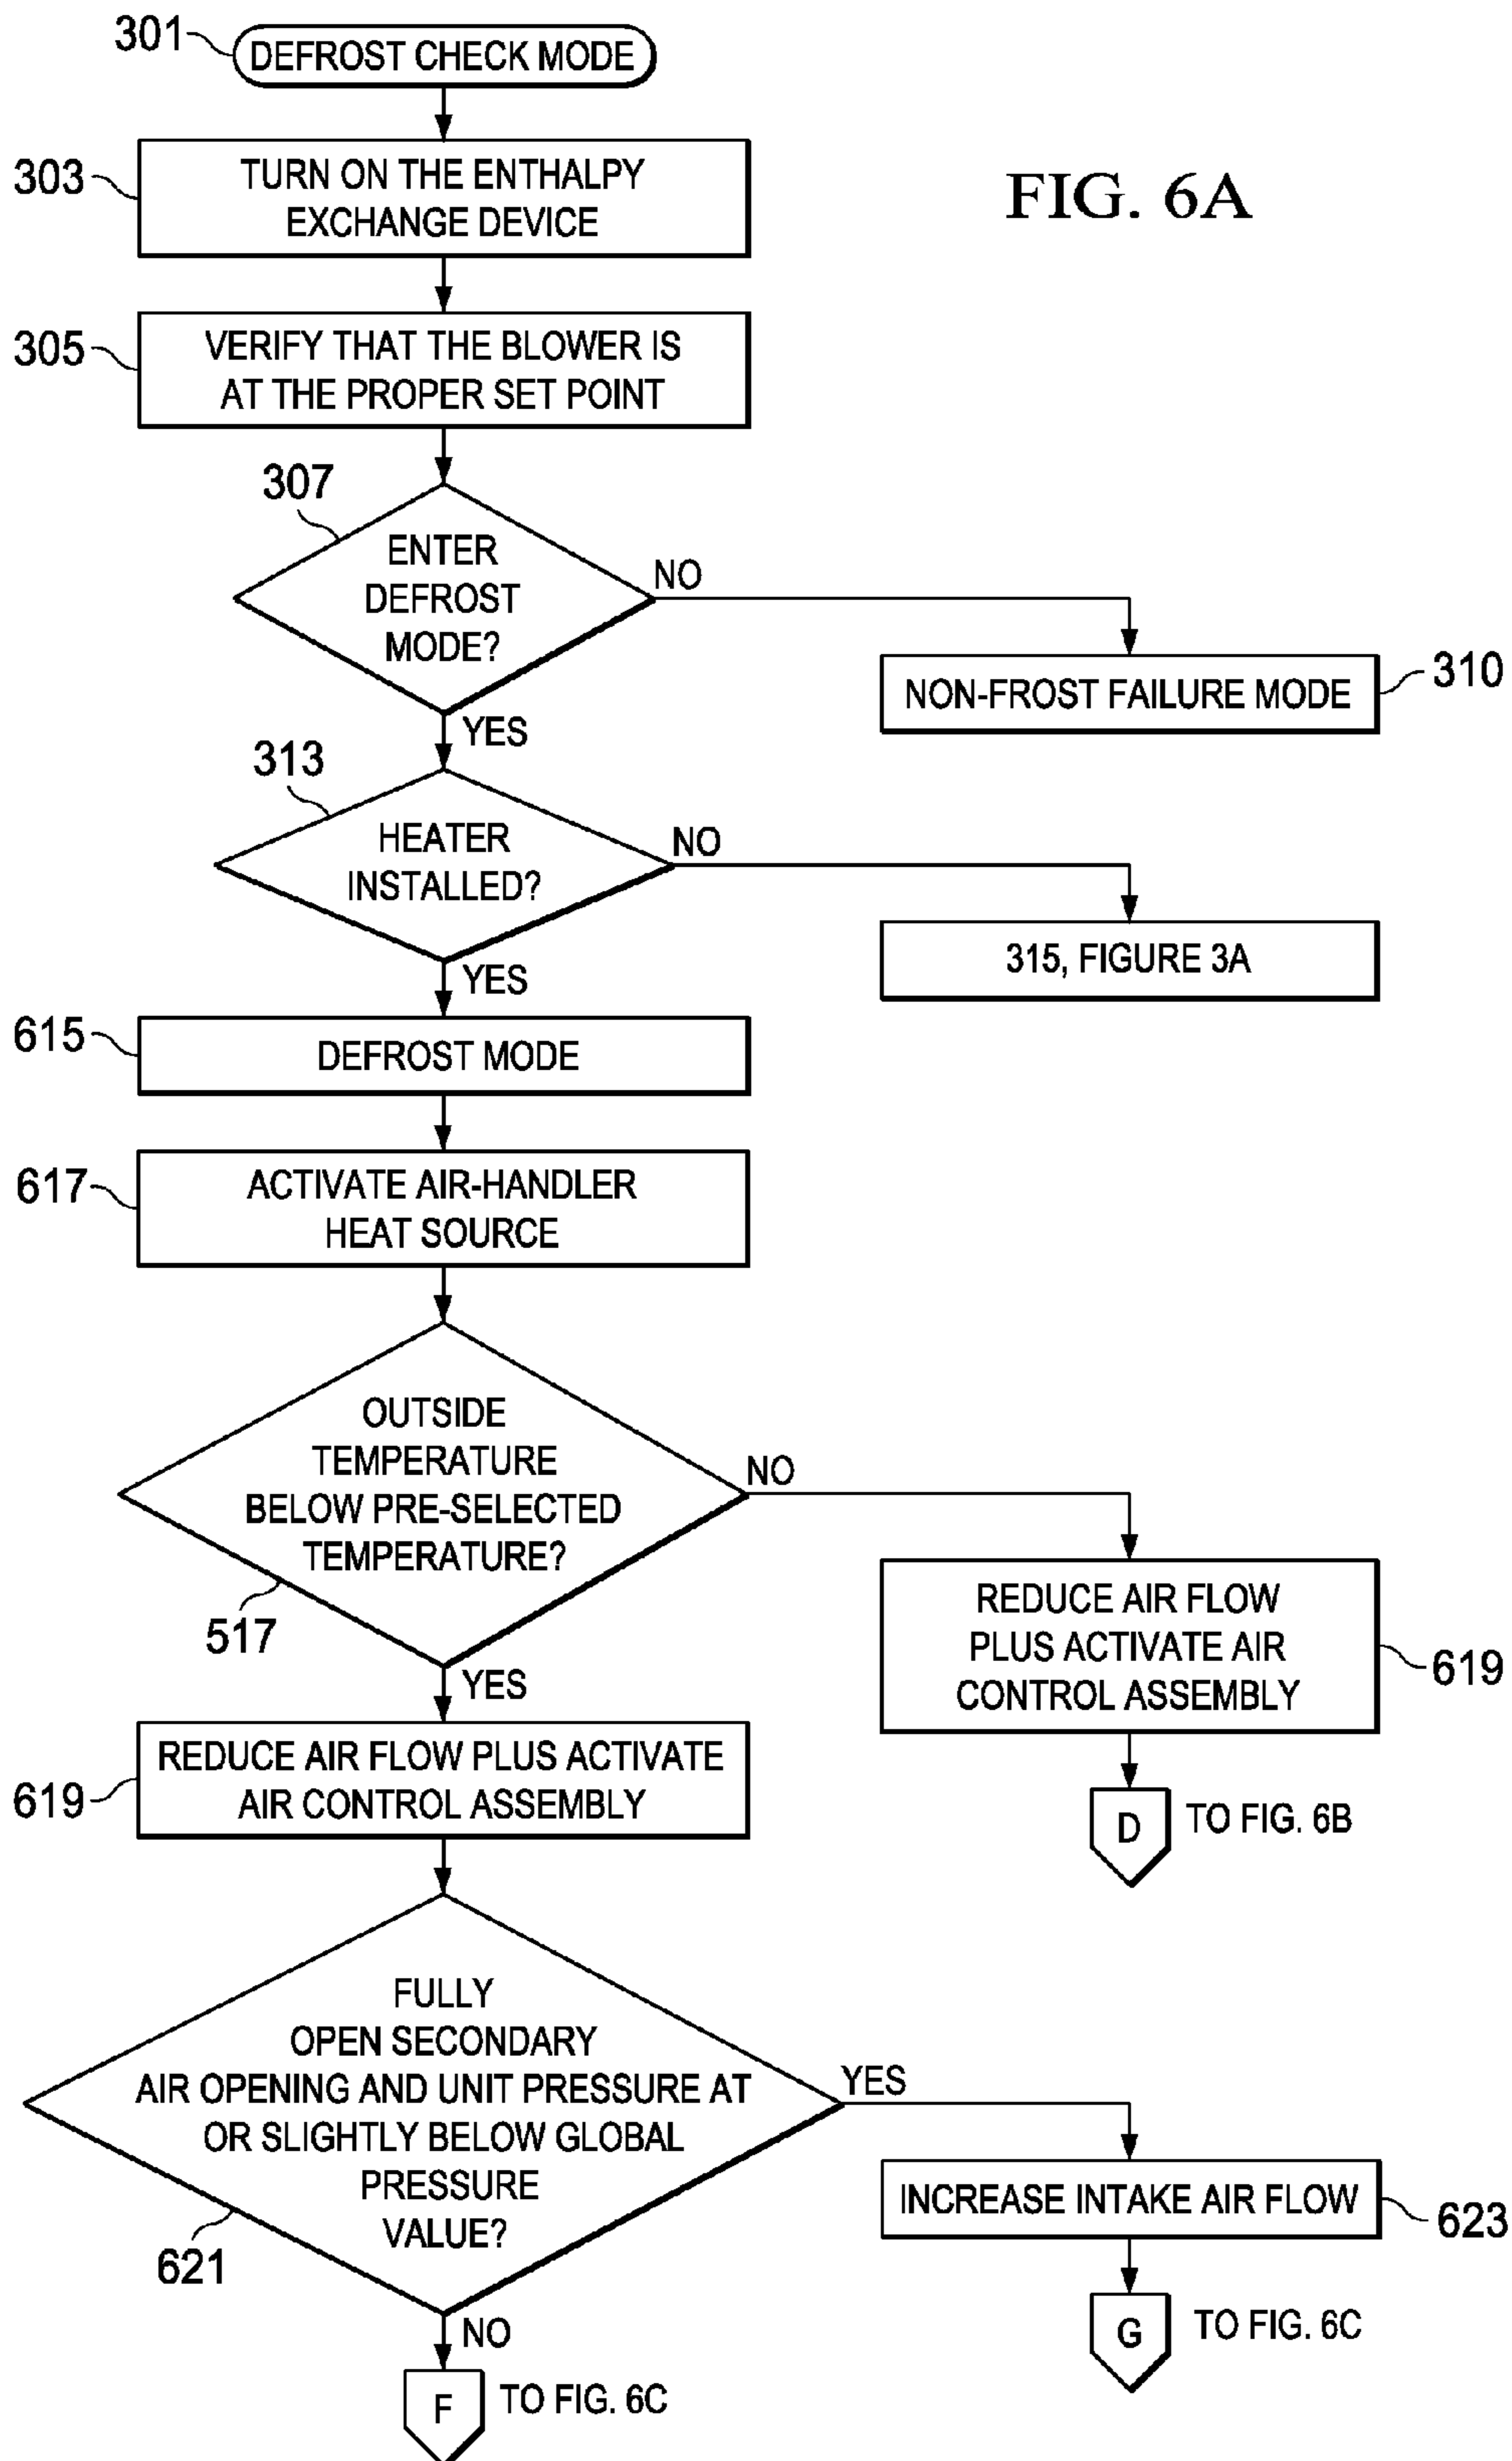 301
DEFROST CHECK MODE
303
TURN ON THE ENTHALPY
EXCHANGE DEVICE
FIG. 6A
305
VERIFY THAT THE BLOWER IS
AT THE PROPER SET POINT
307
ENTER
DEFROST
MODE?
NO
NON-FROST FAILURE MODE
310
YES
313
HEATER
INSTALLED?
NO
315, FIGURE 3A
YES
615
DEFROST MODE
617
ACTIVATE AIR-HANDLER
HEAT SOURCE
OUTSIDE
TEMPERATURE
BELOW PRE-SELECTED
TEMPERATURE?
517
NO
REDUCE AIR FLOW
PLUS ACTIVATE AIR
CONTROL ASSEMBLY
619
D
TO FIG. 6B
YES
619
REDUCE AIR FLOW PLUS ACTIVATE
AIR CONTROL ASSEMBLY
FULLY
OPEN SECONDARY
AIR OPENING AND UNIT PRESSURE AT
OR SLIGHTLY BELOW GLOBAL
PRESSURE
VALUE?
621
YES
INCREASE INTAKE AIR FLOW
623
G
TO FIG. 6C
NO
F
TO FIG. 6C